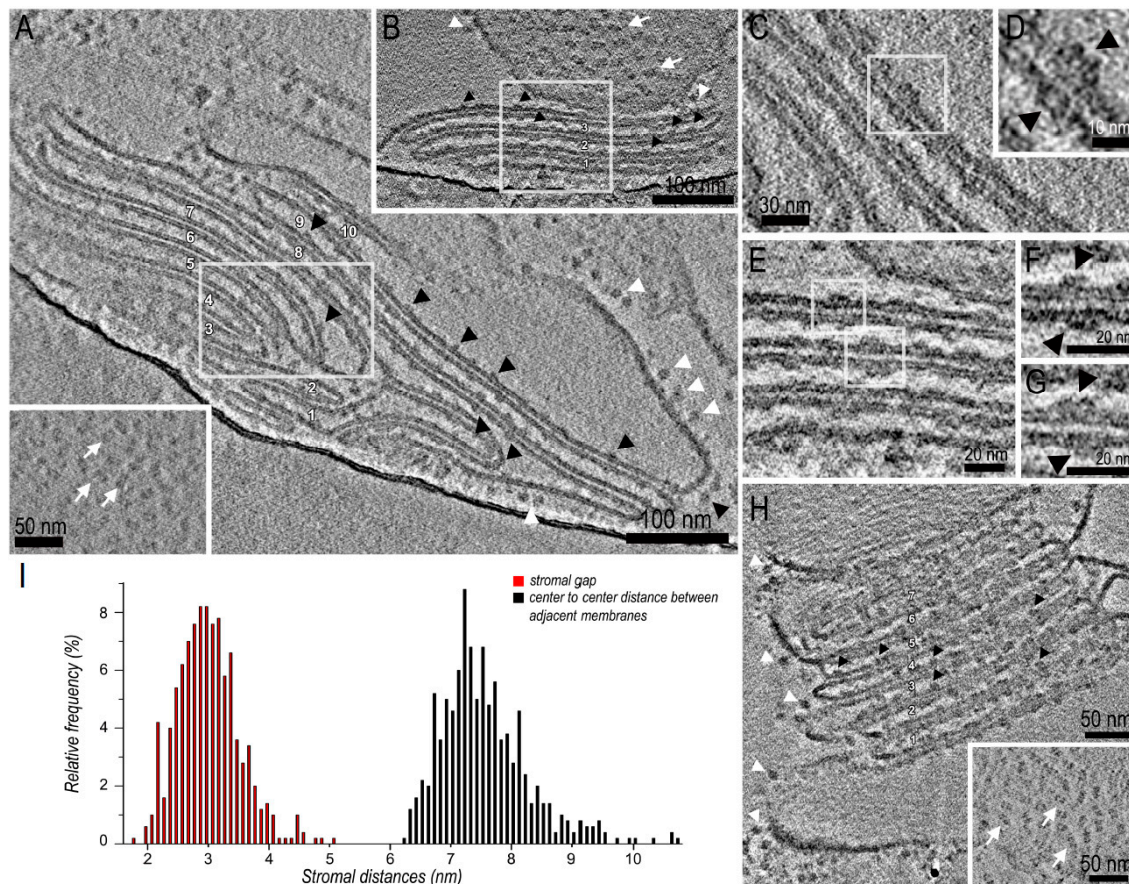 A
B
3
2
1
100 nm
7
6
5
4
3
9
10
8
2
1
50 nm
100 nm
C
30 nm
D
10 nm
E
20 nm
F
20 nm
G
20 nm
H
7
6
5
4
3
2
1
50 nm
50 nm
I
stromal gap
center to center distance between
adjacent membranes
Relative frequency (%)
8
6
4
2
0
2 3 4 5 6 7 8 9 10
Stromal distances (nm)